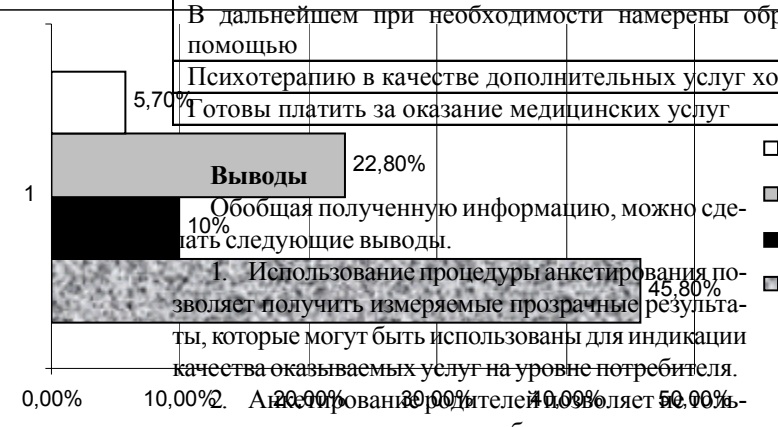 В дальнейшем при необходимости намерены
помощью
Психотерапию в качестве дополнительных услуг
Готовы платить за оказание медицинских услуг
5,70%
22,80%
10%
45,80%
1
0,00% 10,00% 20,00% 30,00% 40,00% 50,00%
Выводы
Обобщая полученную информацию, можно сде-
лать следующие выводы.
1. Использование процедуры анкетирования по-
зволяет получить измеряемые прозрачные результа-
ты, которые могут быть использованы для индикации
качества оказываемых услуг на уровне потребителя.
2. Анкетирование родителей позволяет не толь-